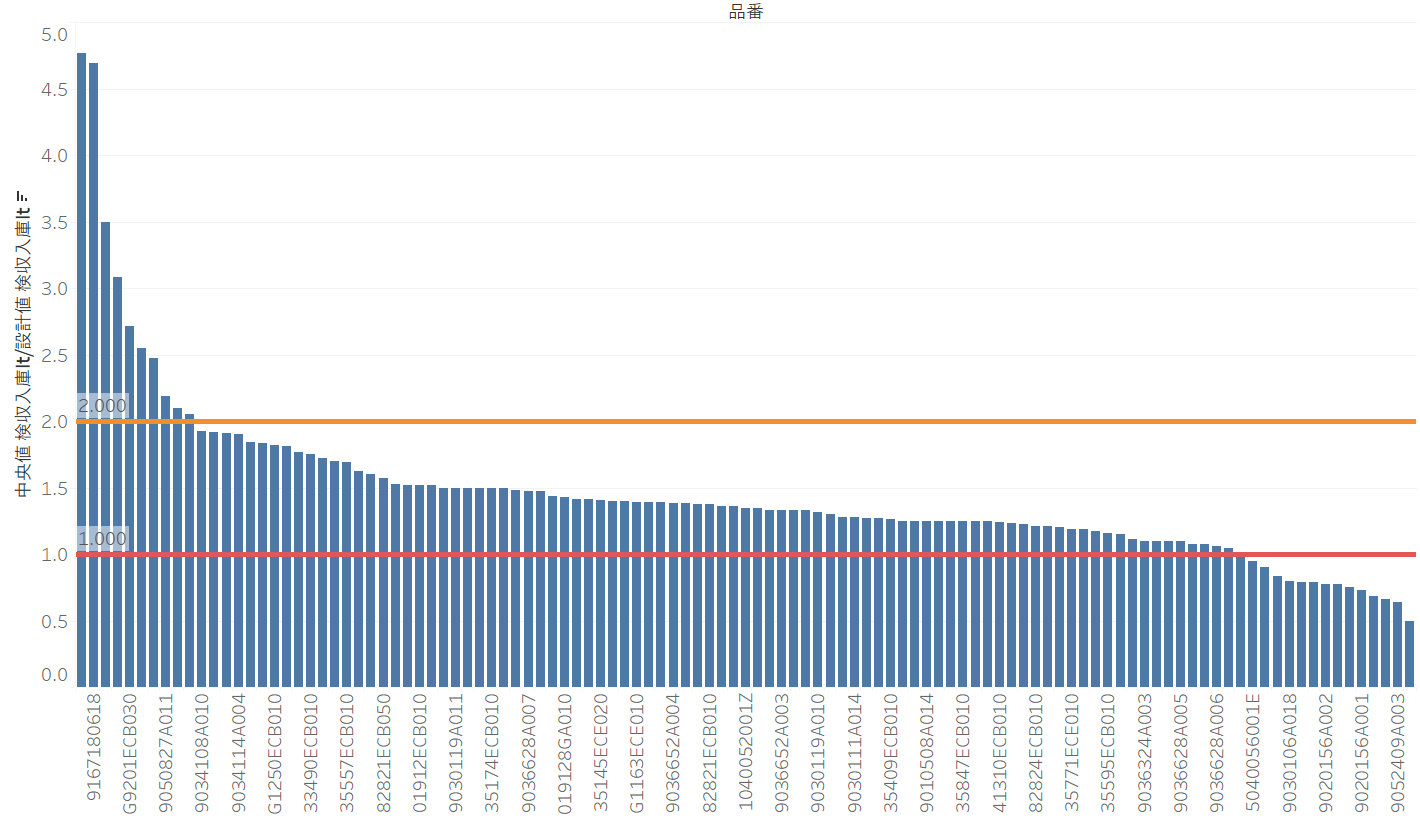 品番
中央値 検収入庫lt/設計値 検収入庫lt
5.0
4.5
4.0
3.5
3.0
2.5
2.0
1.5
1.0
0.5
0.0
2.000
1.000
9167180618
G9201ECB030
9050827A011
9034108A010
9034114A004
G1250ECB010
33490ECB010
35557ECB010
82821ECB050
01912ECB010
9030119A011
35174ECB010
9036628A007
019128GA010
35145ECE020
G1163ECE010
9036652A004
82821ECB010
1040052001Z
9036652A003
9030119A010
9030111A014
35409ECB010
9010508A014
35847ECB010
41310ECB010
82824ECB010
35771ECE010
35595ECB010
9036324A003
9036628A005
9036628A006
5040056001E
9030106A018
9020156A002
9020156A001
9052409A003